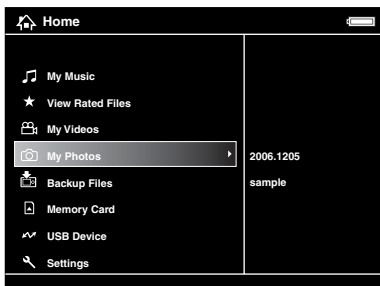 Home
My Music
View Rated Files
My Videos
My Photos
2006.1205
Backup Files
sample
Memory Card
USB Device
Settings